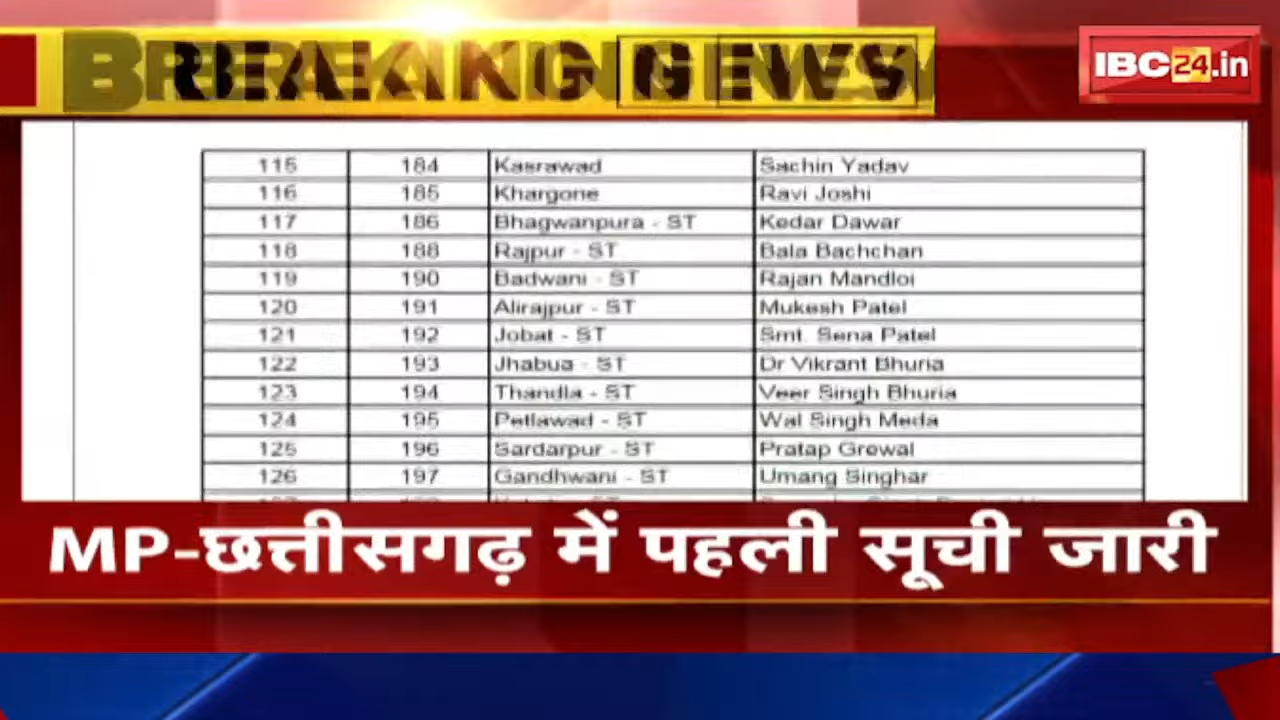 BREAKING NEWS
IBC24.in
115 184 Kasrawad Sachin Yadav
116 185 Khargone Ravi Joshi
117 186 Bhagwanpura - ST Kedar Dawar
118 188 Rajpur - ST Bala Bachchan
119 190 Badwani - ST Rajan Mandloi
120 191 Alirajpur - ST Mukesh Patel
121 192 Jobat - ST Smt. Sena Patel
122 193 Jhabua - ST Dr Vikrant Bhuria
123 194 Thandla - ST Veer Singh Bhuria
124 195 Petlawad - ST Wal Singh Meda
125 196 Sardarpur - ST Pratap Grewal
126 197 Gandhwani - ST Umang Singhar
MP-छत्तीसगढ़ में पहली सूची जारी